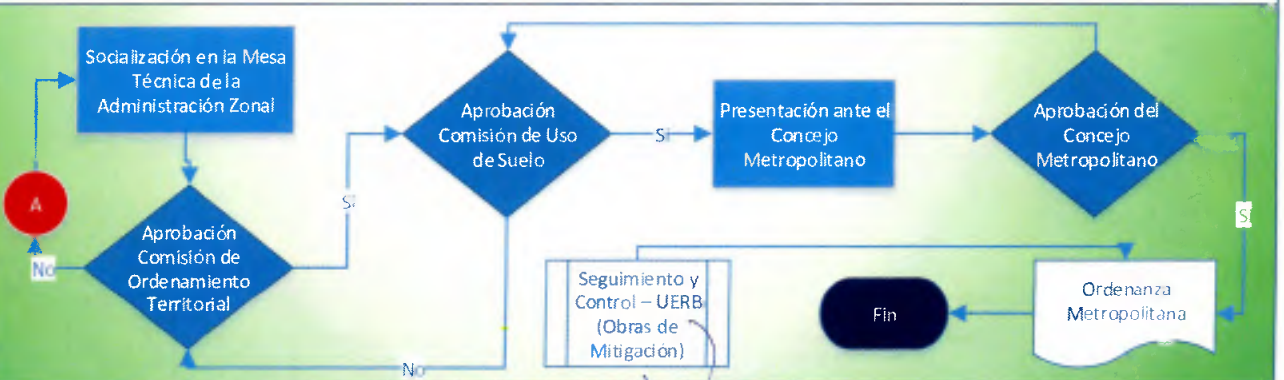 Socialización en la Mesa
Técnica de la
Administración Zonal
A
No
Aprobación
Comisión de
Ordenamiento
Territorial
Si
Aprobación
Comisión de Uso
de Suelo
No
Si
Presentación ante el
Concejo
Metropolitano
Aprobación del
Concejo
Metropolitano
Si
Seguimiento y
Control – UERB
(Obras de
Mitigación)
Ordenanza
Metropolitana
Fin